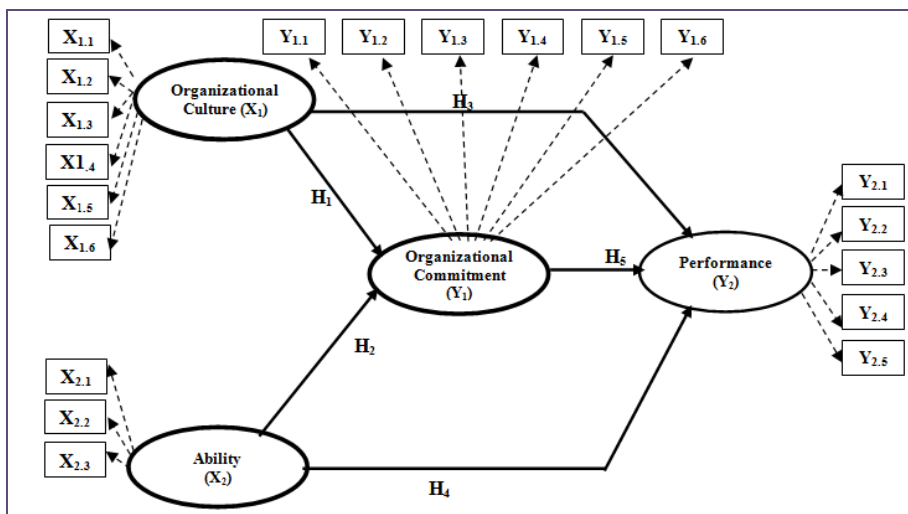 X₁.₁
X₁.₂
X₁.₃
X1.₄
X₁.₅
X₁.₆
Y₁.₁
Y₁.₂
Y₁.₃
Y₁.₄
Y₁.₅
Y₁.₆
Organizational
Culture (X₁)
H₃
H₁
Organizational
Commitment
(Y₁)
H₅
Performance
(Y₂)
Y₂.₁
Y₂.₂
Y₂.₃
Y₂.₄
Y₂.₅
H₂
X₂.₁
X₂.₂
X₂.₃
Ability
(X₂)
H₄